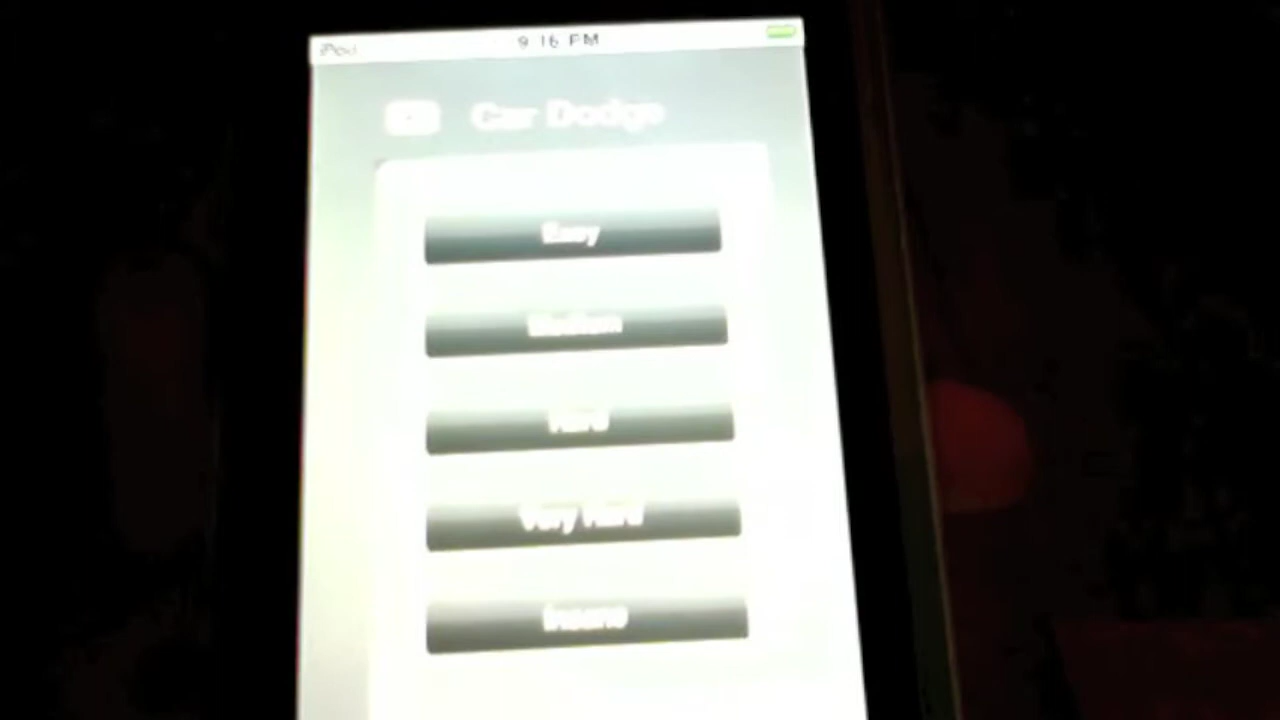 iPod
9 16 PM
Car Dodge
Easy
Medium
Hard
Very Hard
Insane